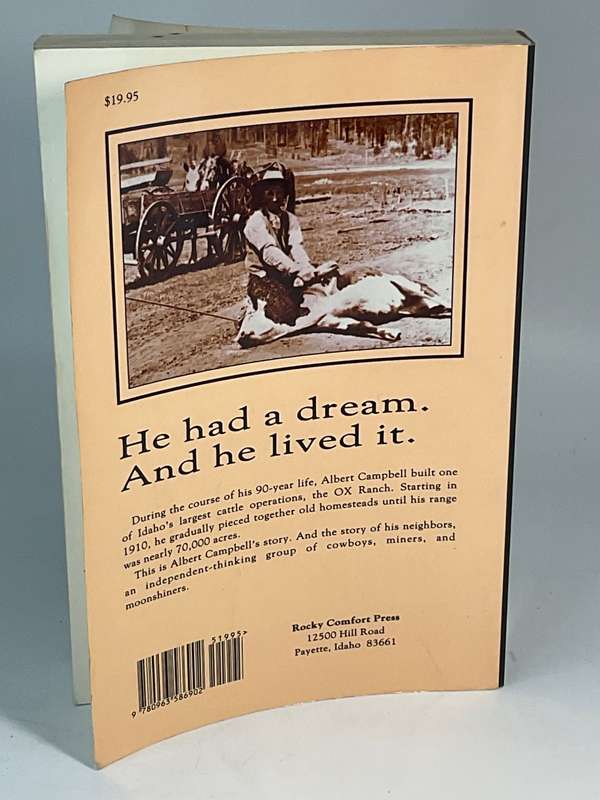 $19.95
He had a dream.
And he lived it.
During the course of his 90-year life, Albert Campbell built one
of Idaho's largest cattle operations, the OX Ranch. Starting in
1910, he gradually pieced together old homesteads until his range
was nearly 70,000 acres.
This is Albert Campbell's story. And the story of his neighbors,
an independent-thinking group of cowboys, miners, and
moonshiners.
51995>
9 780963 586902
Rocky Comfort Press
12500 Hill Road
Payette, Idaho 83661